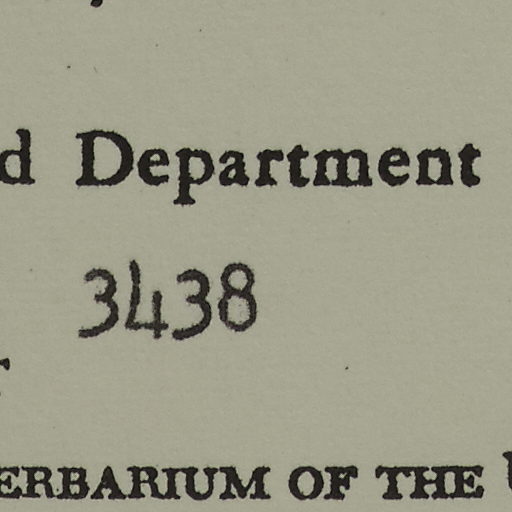 d Department
3438
ERBARIUM OF THE